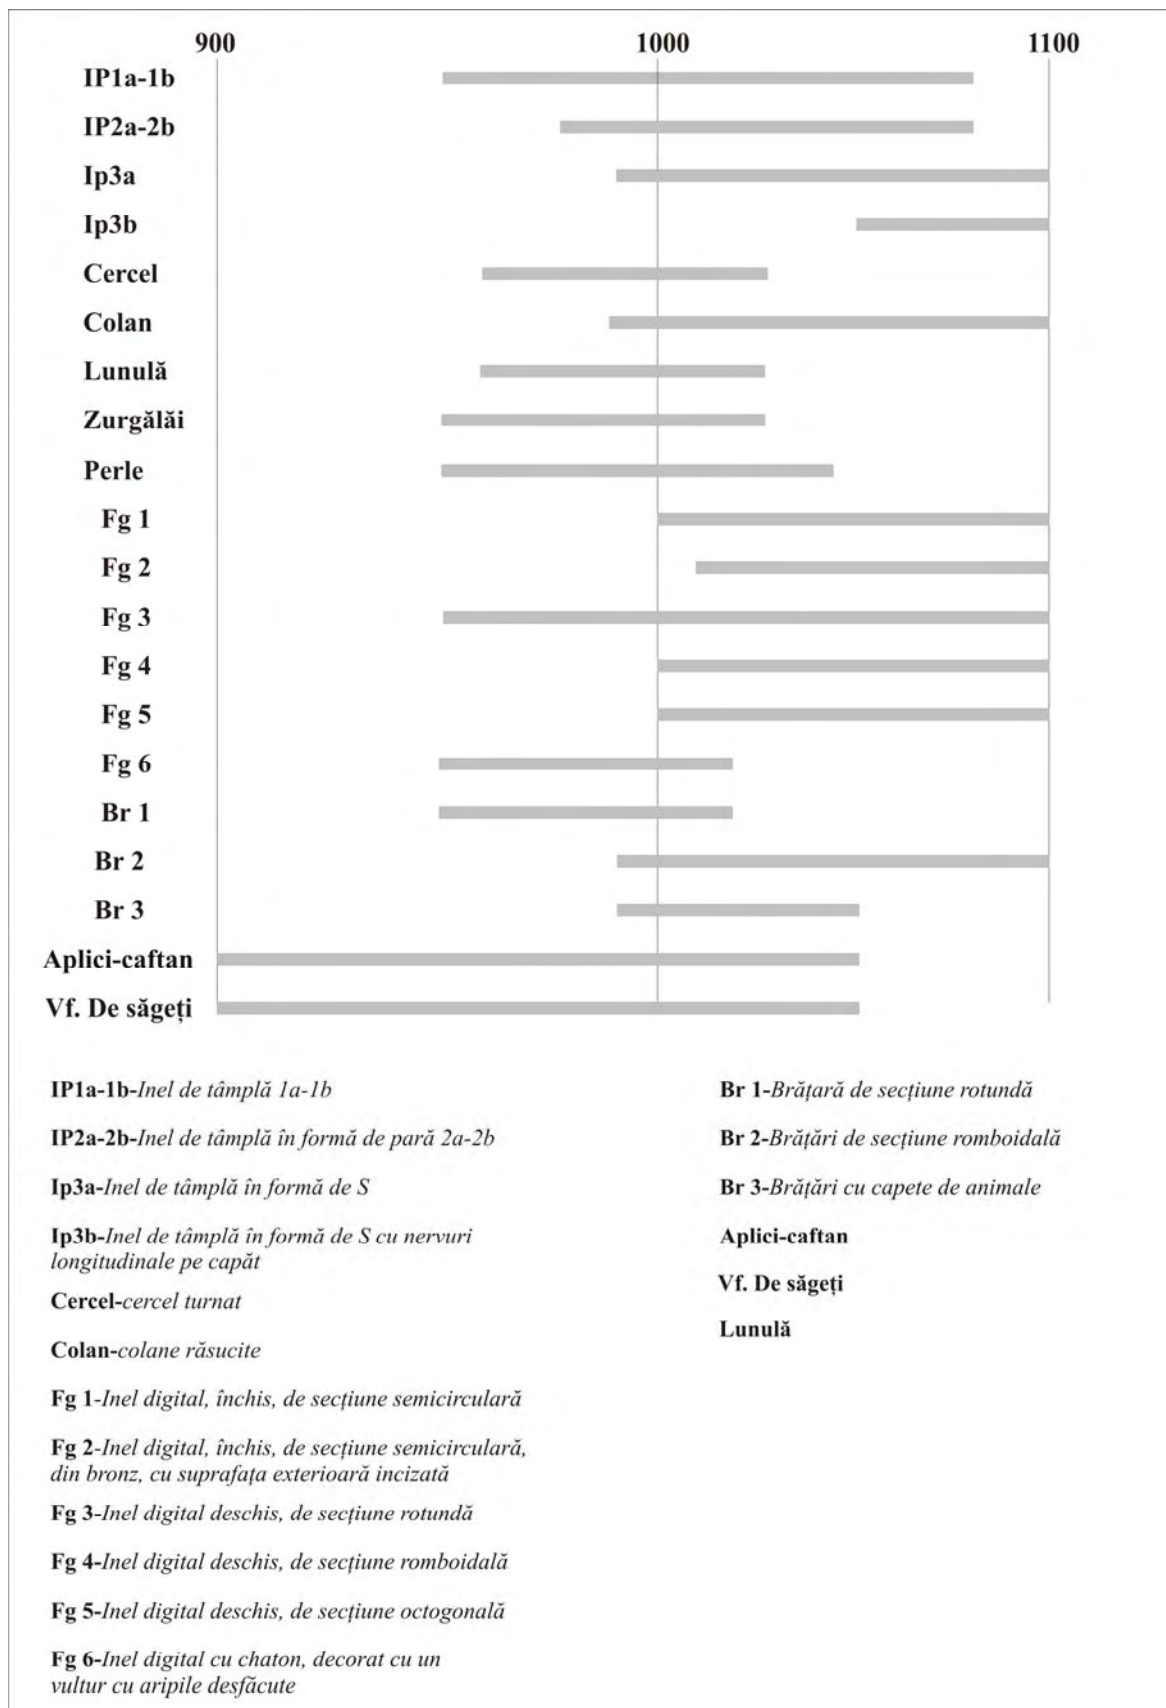 900 1000 1100
IP1a-1b
IP2a-2b
Ip3a
Ip3b
Cercel
Colan
Lunulă
Zurgălăi
Perle
Fg 1
Fg 2
Fg 3
Fg 4
Fg 5
Fg 6
Br 1
Br 2
Br 3
Aplici-caftan
Vf. De săgeți
IP1a-1b-Inel de tâmplă 1a-1b
IP2a-2b-Inel de tâmplă în formă de pară 2a-2b
Ip3a-Inel de tâmplă în formă de S
Ip3b-Inel de tâmplă în formă de S cu nervuri
longitudinale pe capăt
Cercel-cercel turnat
Colan-colane răsucite
Fg 1-Inel digital, închis, de secțiune semicirculară
Fg 2-Inel digital, închis, de secțiune semicirculară,
din bronz, cu suprafața exterioară incizată
Fg 3-Inel digital deschis, de secțiune rotundă
Fg 4-Inel digital deschis, de secțiune romboidală
Fg 5-Inel digital deschis, de secțiune octogonală
Fg 6-Inel digital cu chaton, decorat cu un
vultur cu aripile desfăcute
Br 1-Brățară de secțiune rotundă
Br 2-Brățări de secțiune romboidală
Br 3-Brățări cu capete de animale
Aplici-caftan
Vf. De săgeți
Lunulă